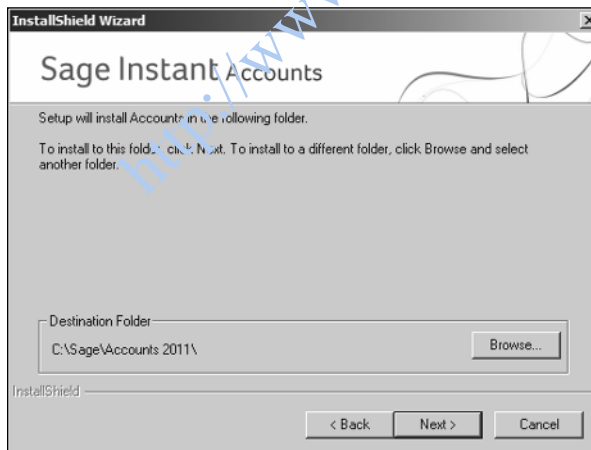 InstallShield Wizard
Sage Instant Accounts
Setup will install Accounts in the following folder.
To install to this folder, click Next. To install to a different folder, click Browse and select
another folder.
Destination Folder
C:\Sage\Accounts 2011\
Browse...
InstallShield
< Back
Next >
Cancel
http://www.